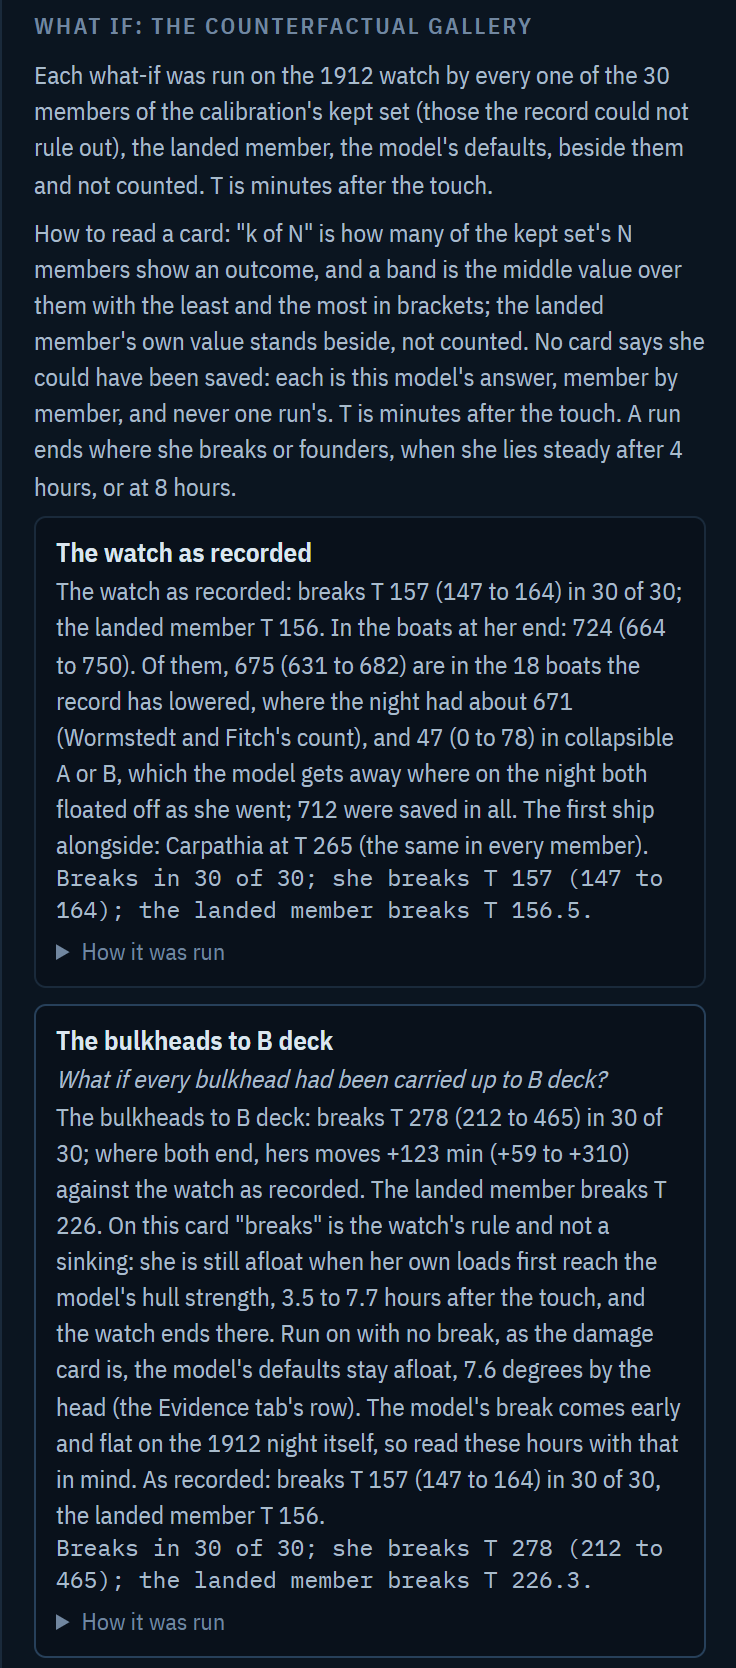 WHAT IF: THE COUNTERFACTUAL GALLERY
Each what-if was run on the 1912 watch by every one of the 30
members of the calibration's kept set (those the record could not
rule out), the landed member, the model's defaults, beside them
and not counted. T is minutes after the touch.
How to read a card: "k of N" is how many of the kept set's N
members show an outcome, and a band is the middle value over
them with the least and the most in brackets; the landed
member's own value stands beside, not counted. No card says she
could have been saved: each is this model's answer, member by
member, and never one run's. T is minutes after the touch. A run
ends where she breaks or founders, when she lies steady after 4
hours, or at 8 hours.
The watch as recorded
The watch as recorded: breaks T 157 (147 to 164) in 30 of 30;
the landed member T 156. In the boats at her end: 724 (664
to 750). Of them, 675 (631 to 682) are in the 18 boats the
record has lowered, where the night had about 671
(Wormstedt and Fitch's count), and 47 (0 to 78) in collapsible
A or B, which the model gets away where on the night both
floated off as she went; 712 were saved in all. The first ship
alongside: Carpathia at T 265 (the same in every member).
Breaks in 30 of 30; she breaks T 157 (147 to
164); the landed member breaks T 156.5.
▶ How it was run
The bulkheads to B deck
What if every bulkhead had been carried up to B deck?
The bulkheads to B deck: breaks T 278 (212 to 465) in 30 of
30; where both end, hers moves +123 min (+59 to +310)
against the watch as recorded. The landed member breaks T
226. On this card "breaks" is the watch's rule and not a
sinking: she is still afloat when her own loads first reach the
model's hull strength, 3.5 to 7.7 hours after the touch, and
the watch ends there. Run on with no break, as the damage
card is, the model's defaults stay afloat, 7.6 degrees by the
head (the Evidence tab's row). The model's break comes early
and flat on the 1912 night itself, so read these hours with that
in mind. As recorded: breaks T 157 (147 to 164) in 30 of 30,
the landed member T 156.
Breaks in 30 of 30; she breaks T 278 (212 to
465); the landed member breaks T 226.3.
▶ How it was run